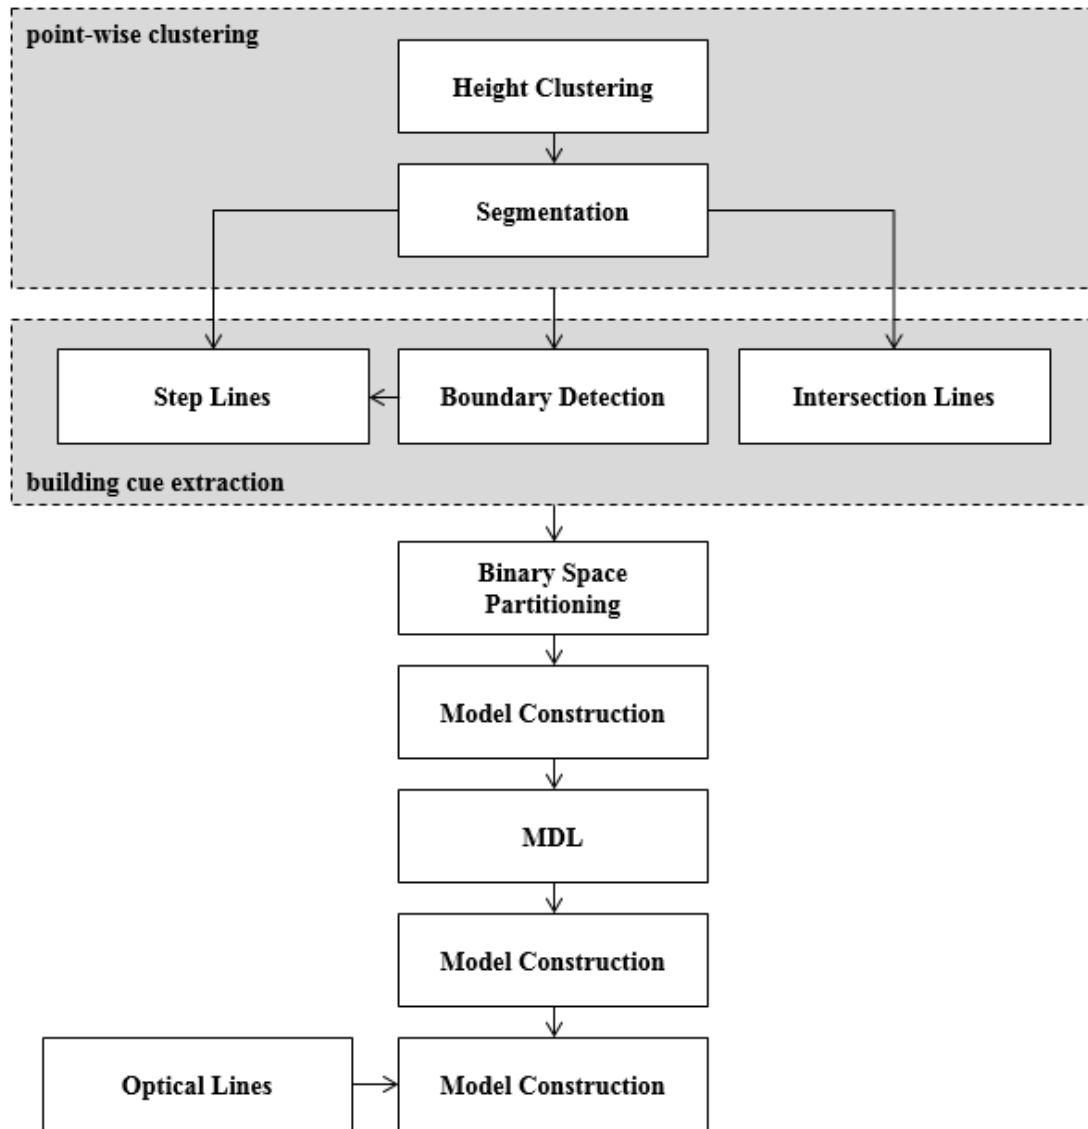 point-wise clustering
Height Clustering
Segmentation
Step Lines
Boundary Detection
Intersection Lines
building cue extraction
Binary Space
Partitioning
Model Construction
MDL
Model Construction
Optical Lines
Model Construction